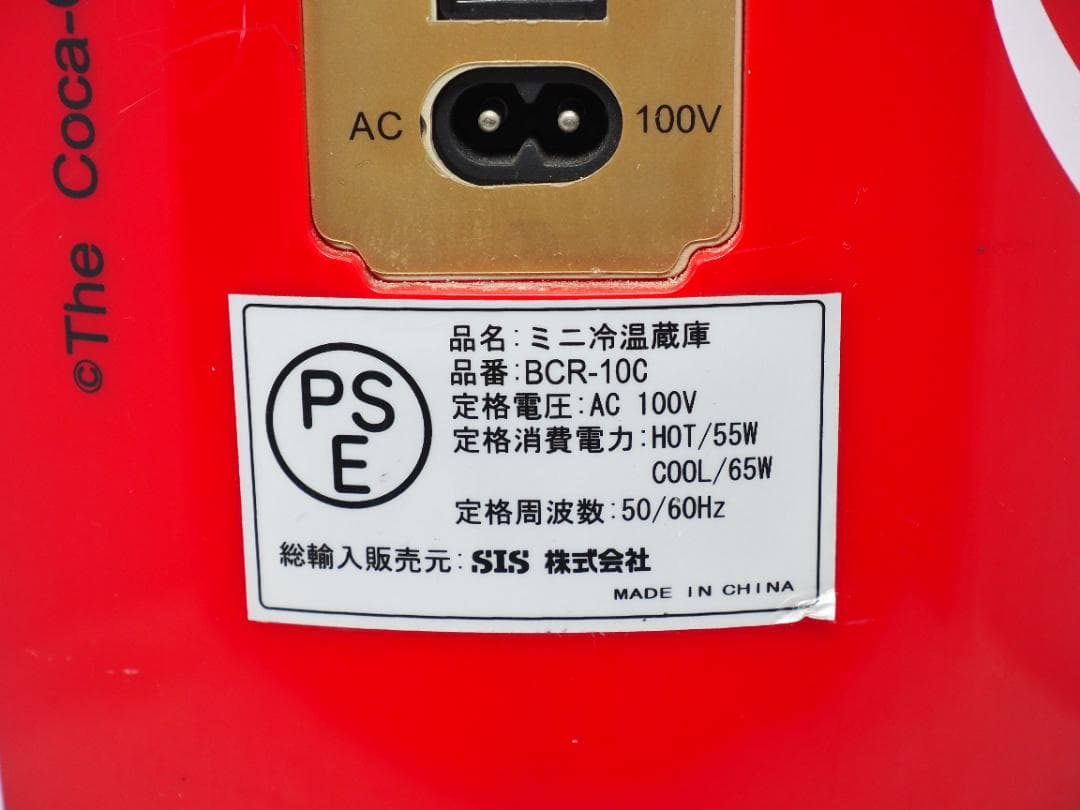 ©The Coca-
AC 100V
PS
E
品名:ミニ冷温蔵庫
品番:BCR-10C
定格電圧:AC 100V
定格消費電力:HOT/55W
COOL/65W
定格周波数:50/60Hz
総輸入販売元:SIS 株式会社
MADE IN CHINA